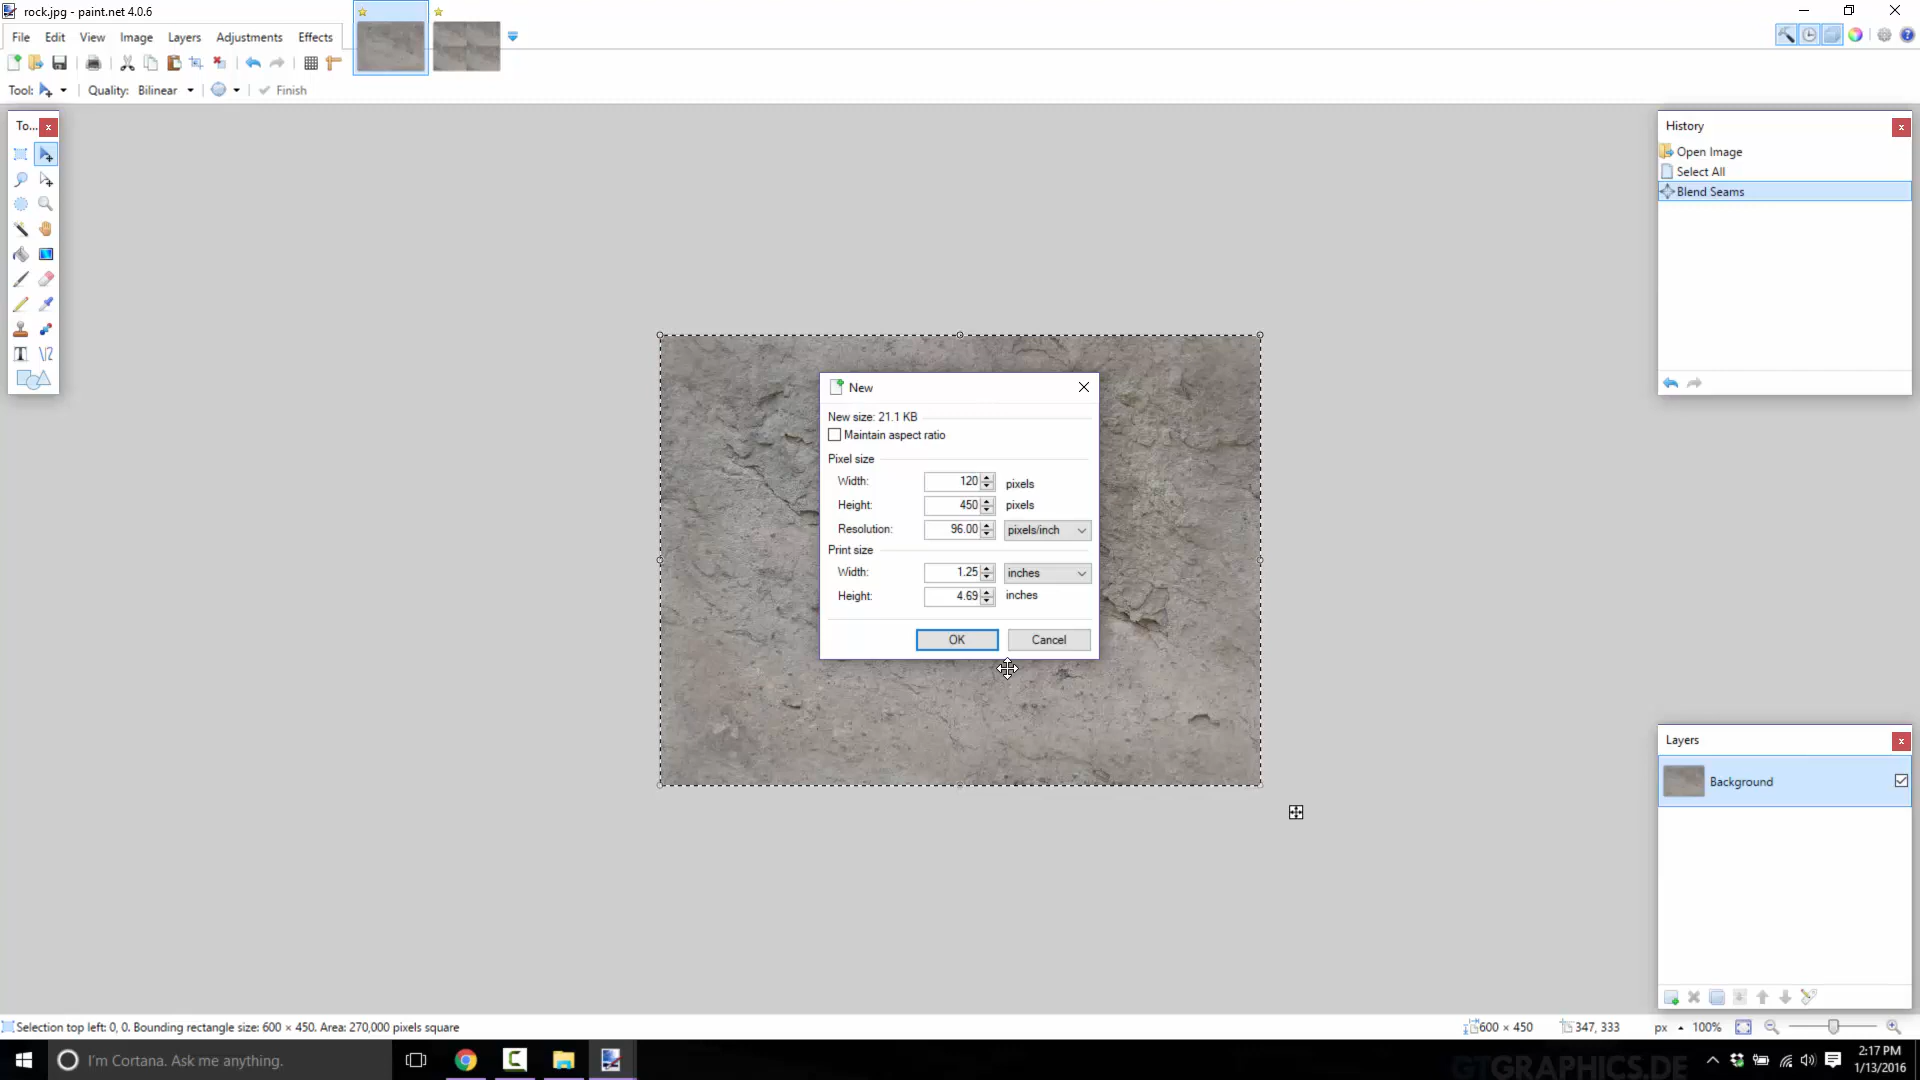 rock.jpg - paint.net 4.0.6
File Edit View Image Layers Adjustments Effects
Tool: Quality: Bilinear Finish
To...
History
Open Image
Select All
Blend Seams
New
New size: 21.1 KB
Maintain aspect ratio
Pixel size
Width: 120 pixels
Height: 450 pixels
Resolution: 96.00 pixels/inch
Print size
Width: 1.25 inches
Height: 4.69 inches
OK Cancel
Layers
Background
Selection top left: 0, 0. Bounding rectangle size: 600 × 450. Area: 270,000 pixels square 600 × 450 347, 333 px 100%
I'm Cortana. Ask me anything.
GTGRAPHICS.DE
2:17 PM
1/13/2016